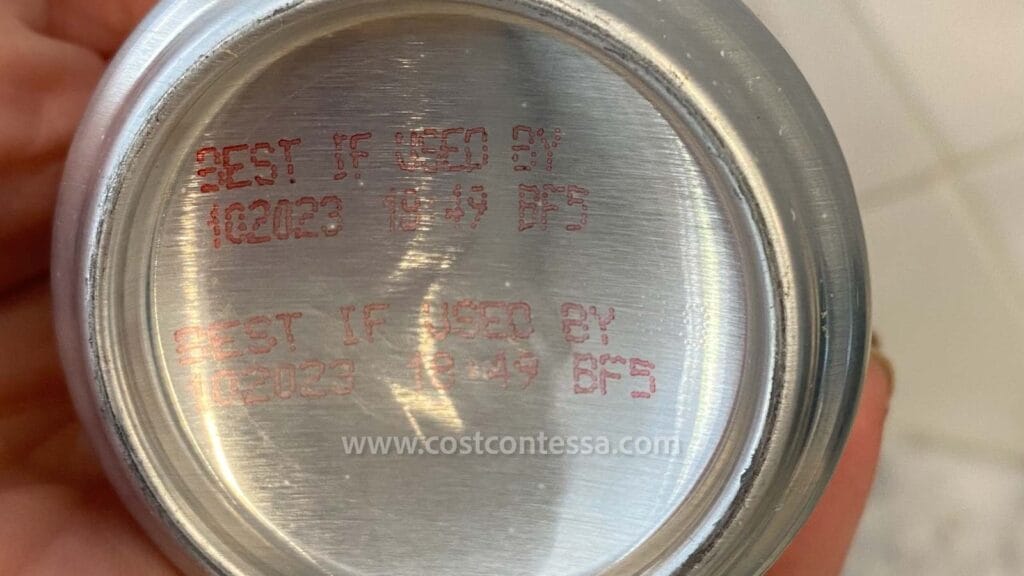 BEST IF USED BY
102023 18:49 BF5
BEST IF USED BY
102023 18:49 BF5
www.costcontessa.com